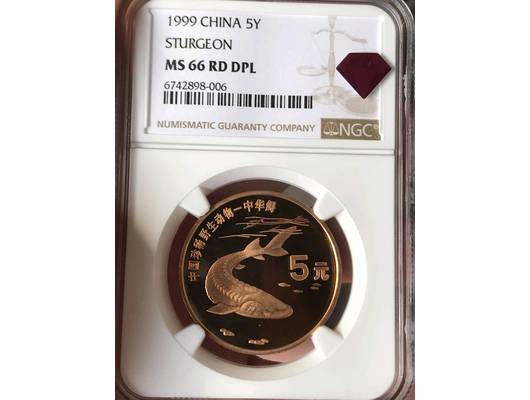 1999 CHINA 5Y
STURGEON
MS 66 RD DPL
6742898-006
NUMISMATIC GUARANTY COMPANY
NGC
中国珍稀野生动物—中华鲟
5元